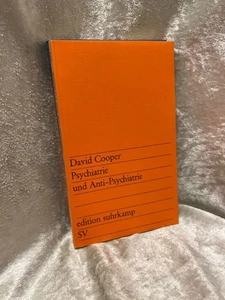 David Cooper
Psychiatrie
und Anti-Psychiatrie
edition suhrkamp
SV